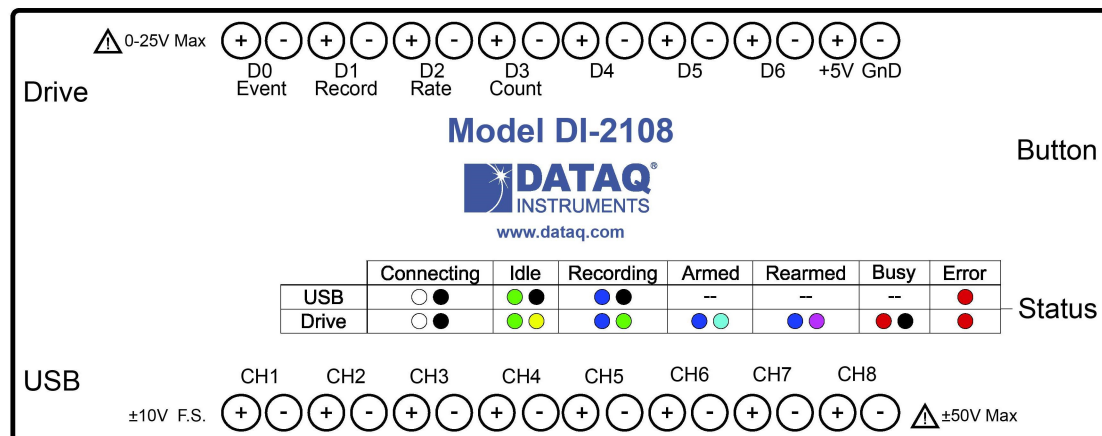 0-25V Max + - + - + - + - + - + - + - + -
D0 D1 D2 D3 D4 D5 D6 +5V GnD
Event Record Rate Count
Drive
Model DI-2108
Button
DATAQ®
INSTRUMENTS
www.dataq.com
Connecting Idle Recording Armed Rearmed Busy Error
USB -- -- --
Drive
Status
USB
CH1 CH2 CH3 CH4 CH5 CH6 CH7 CH8
±10V F.S. + - + - + - + - + - + - + - + - ±50V Max